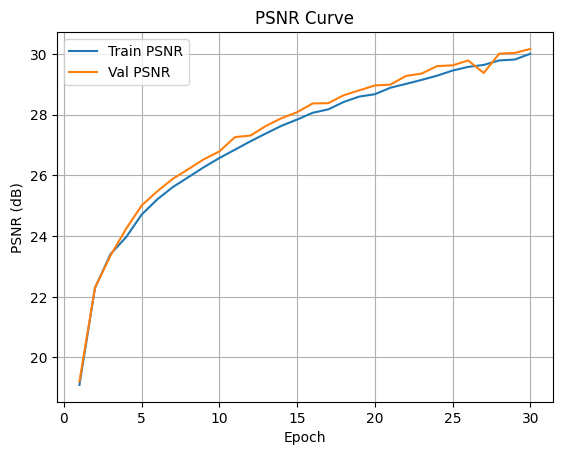 PSNR Curve
Train PSNR
Val PSNR
PSNR (dB)
30
28
26
24
22
20
0 5 10 15 20 25 30
Epoch